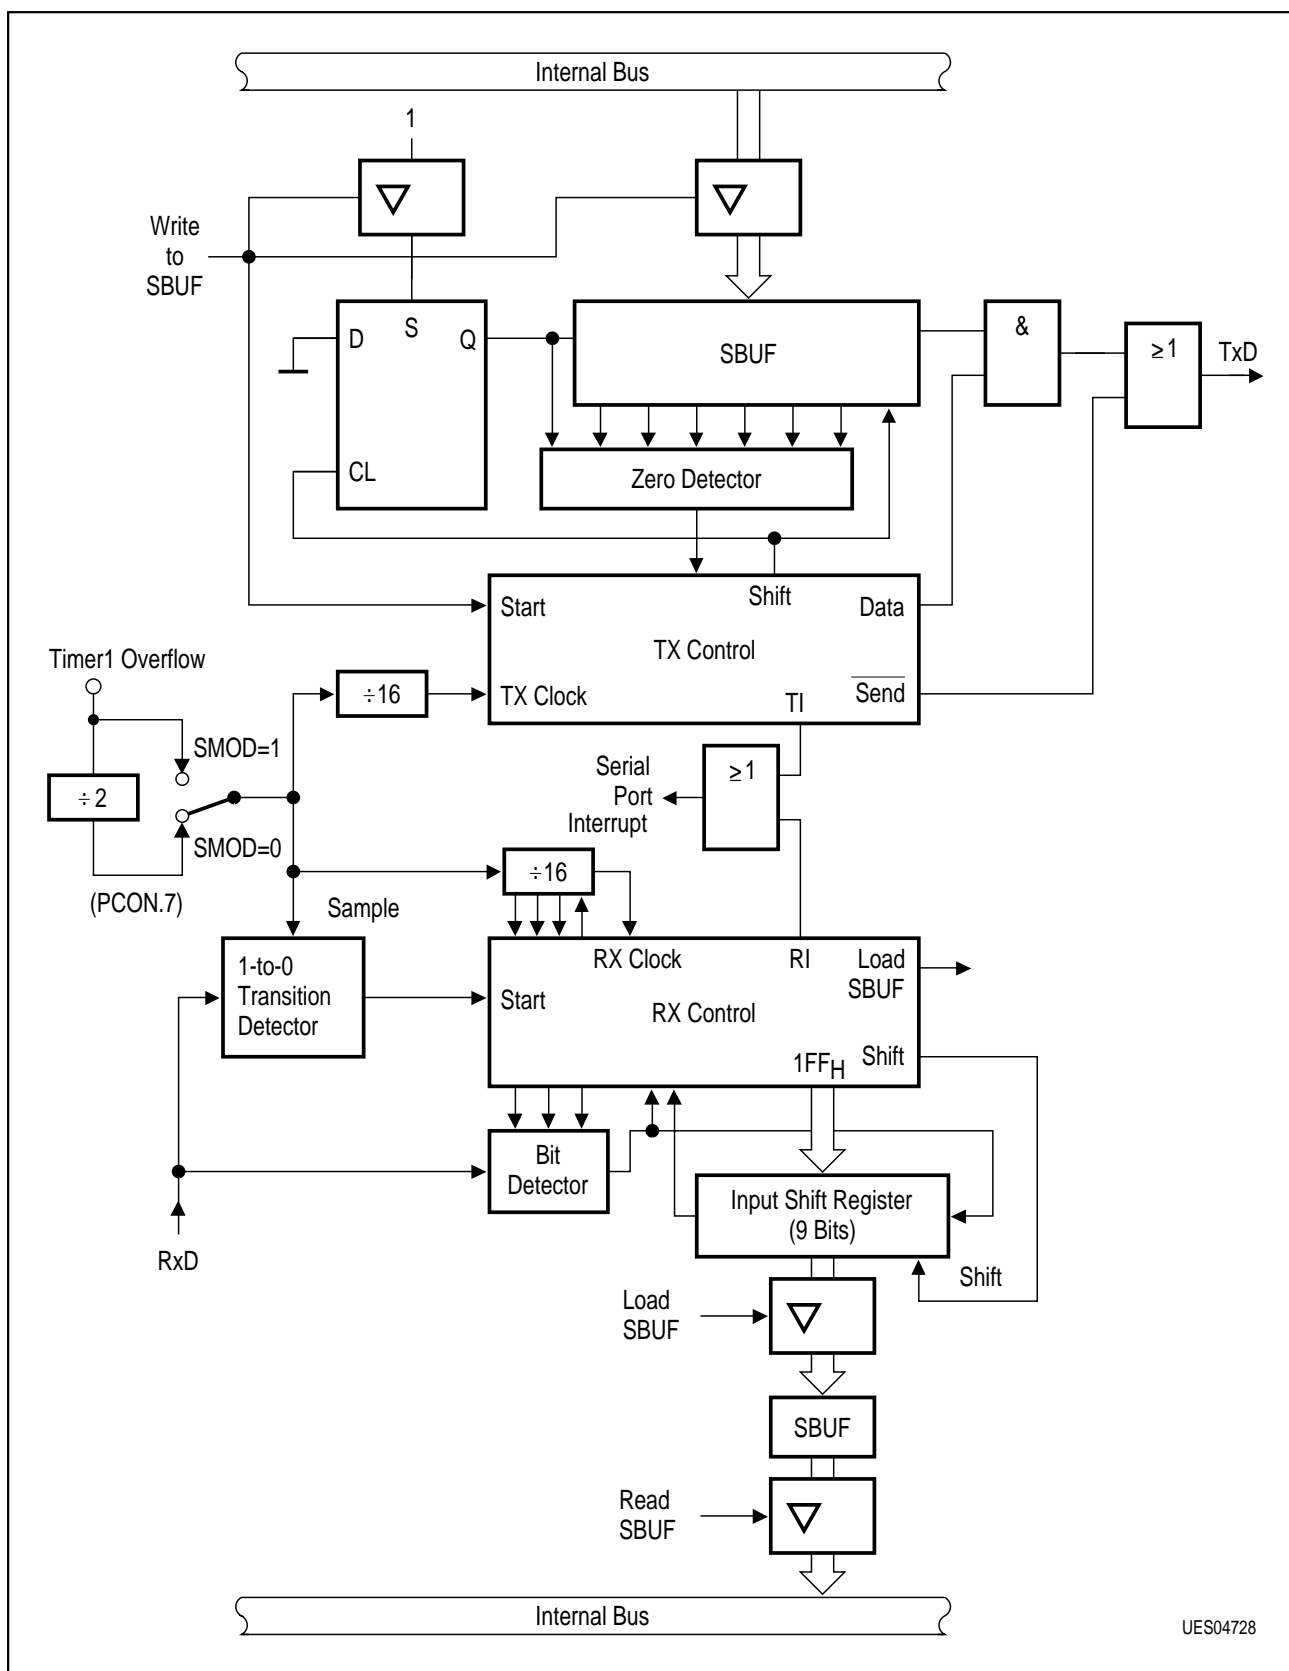 Internal Bus
1
Write
to
SBUF
D
S
Q
CL
SBUF
&
≥1
TxD
Zero Detector
Start
Shift
Data
TX Control
TX Clock
TI
Send
Timer1 Overflow
÷16
SMOD=1
÷2
SMOD=0
(PCON.7)
≥1
Serial
Port
Interrupt
÷16
Sample
1-to-0
Transition
Detector
RX Clock
RI
Load
SBUF
Start
RX Control
1FFH
Shift
Bit
Detector
Input Shift Register
(9 Bits)
RxD
Shift
Load
SBUF
SBUF
Read
SBUF
Internal Bus
UES04728